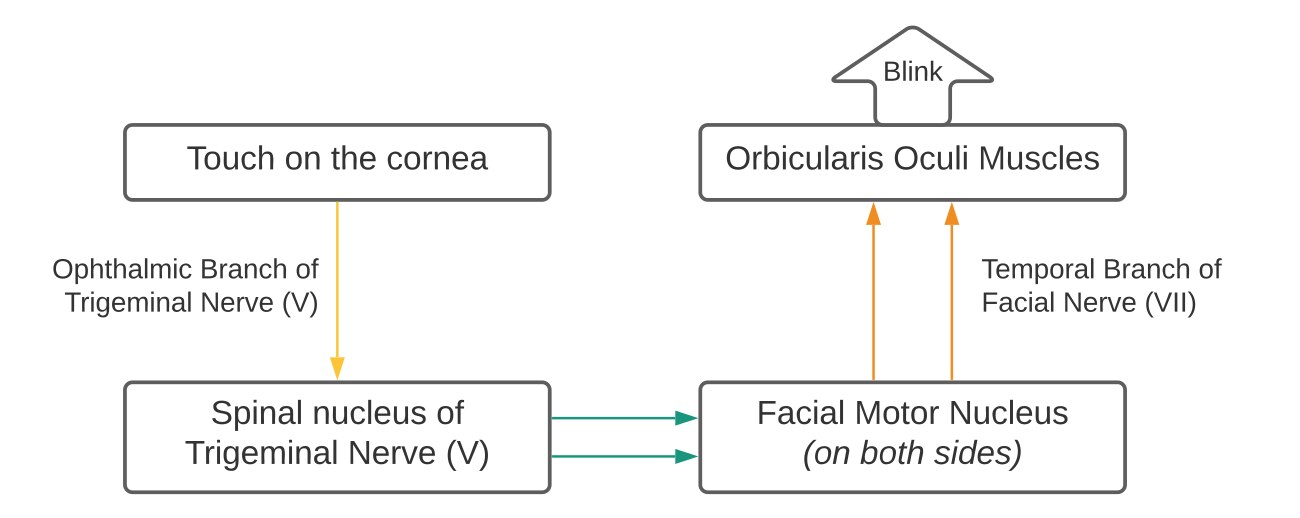 Blink
Touch on the cornea
Orbicularis Oculi Muscles
Ophthalmic Branch of
Trigeminal Nerve (V)
Temporal Branch of
Facial Nerve (VII)
Spinal nucleus of
Trigeminal Nerve (V)
Facial Motor Nucleus
(on both sides)